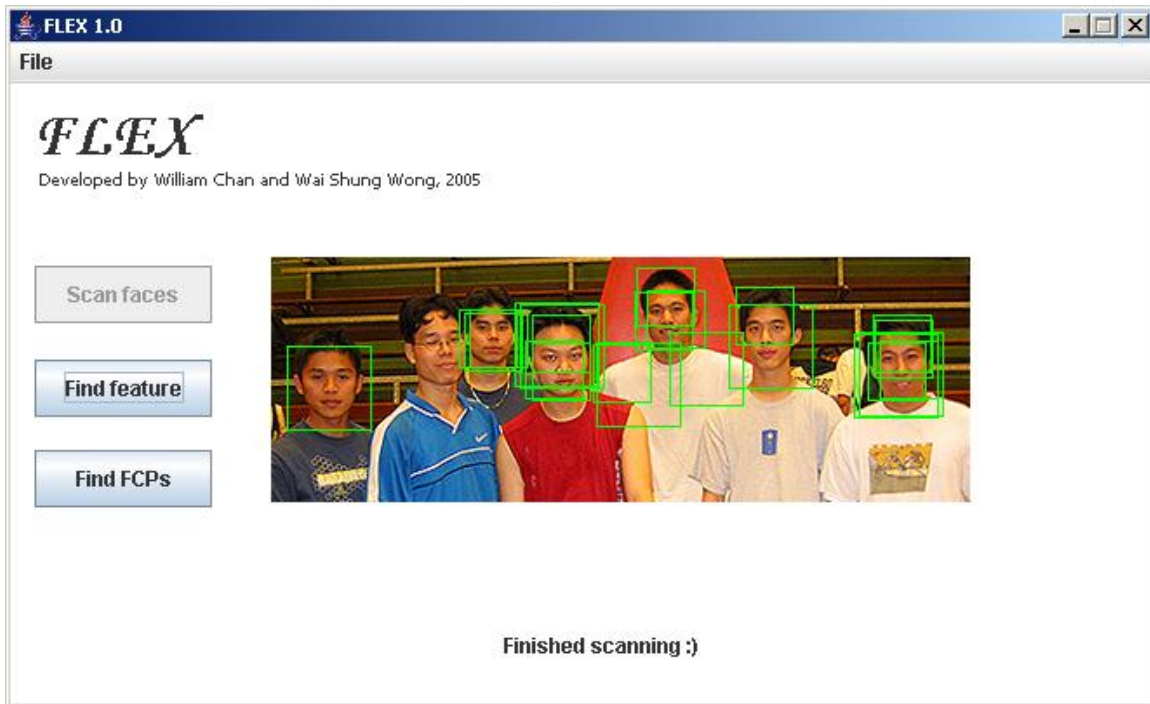 FLEX 1.0
File
FLEX
Developed by William Chan and Wai Shung Wong, 2005
Scan faces
Find feature
Find FCPs
Finished scanning :)